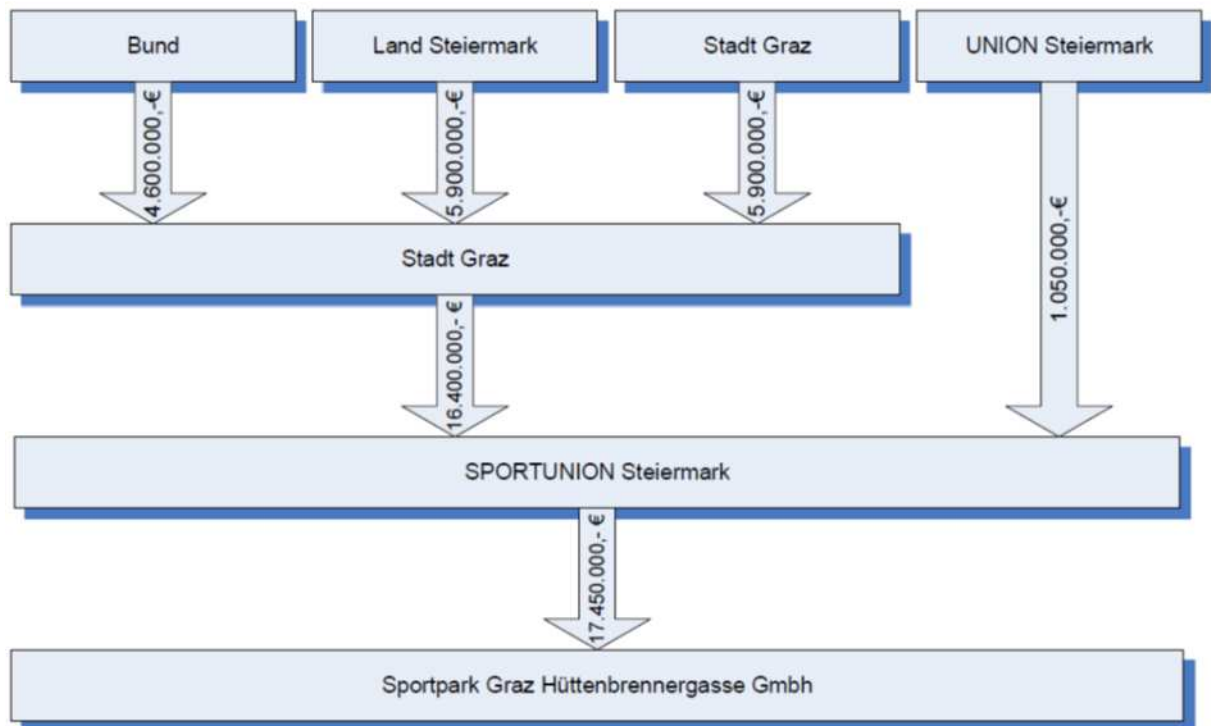 Bund
Land Steiermark
Stadt Graz
UNION Steiermark
4.600.000,-€
5.900.000,-€
5.900.000,-€
1.050.000,-€
Stadt Graz
16.400.000,- €
SPORTUNION Steiermark
17.450.000,- €
Sportpark Graz Hüttenbrennergasse Gmbh